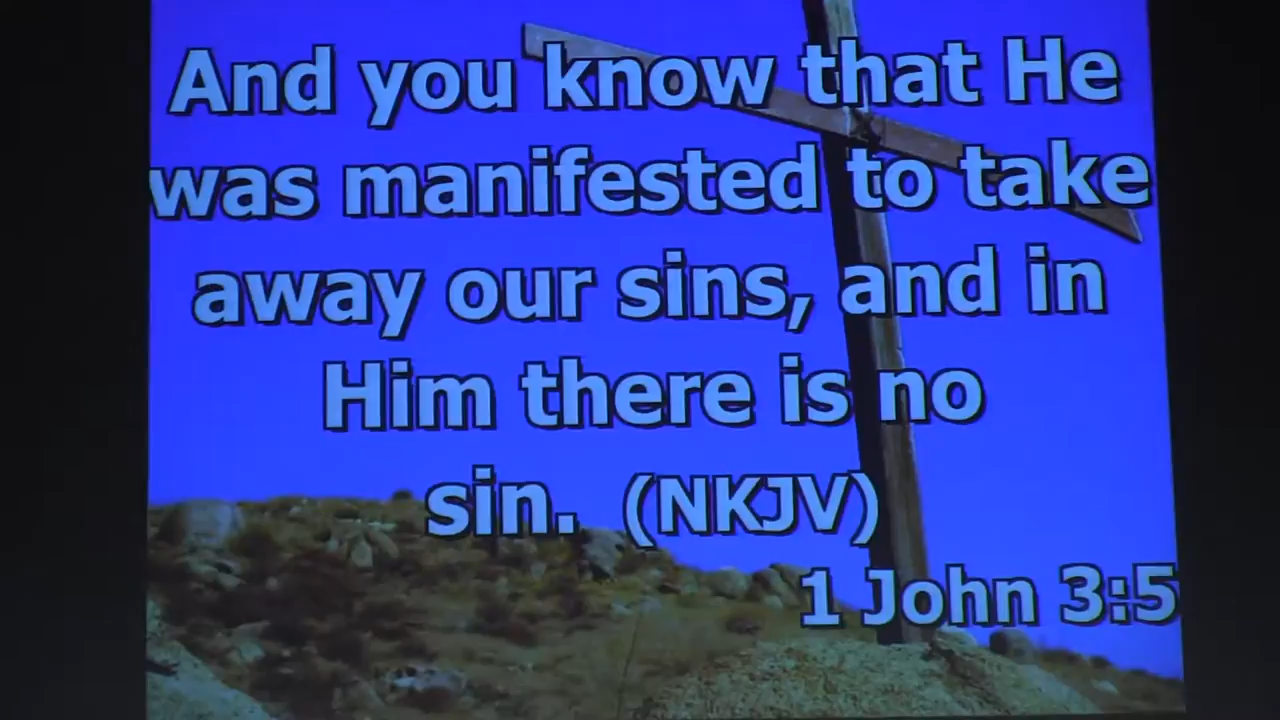 And you know that He
was manifested to take
away our sins, and in
Him there is no
sin. (NKJV)
1 John 3:5